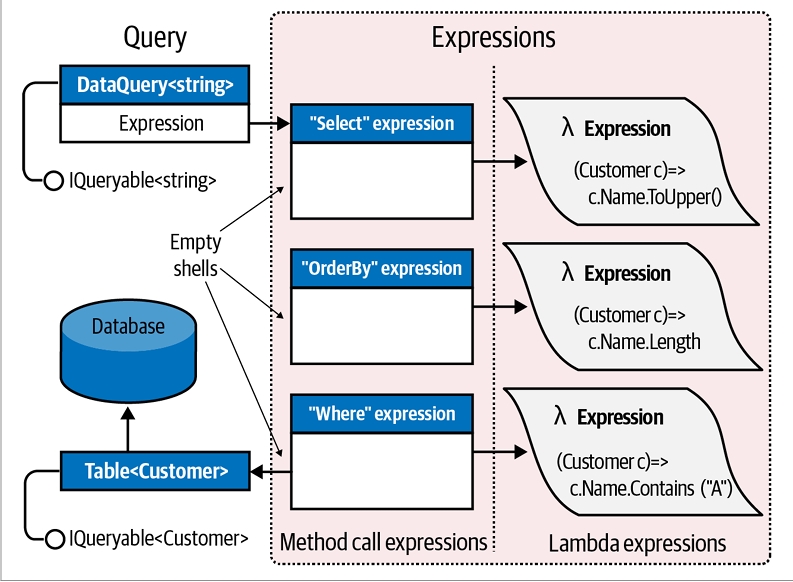 Query
Expressions
DataQuery<string>
Expression
IQueryable<string>
"Select" expression
λ Expression
(Customer c)=>
c.Name.ToUpper()
Empty
shells
"OrderBy" expression
λ Expression
(Customer c)=>
c.Name.Length
Database
"Where" expression
λ Expression
(Customer c)=>
c.Name.Contains ("A")
Table<Customer>
IQueryable<Customer>
Method call expressions
Lambda expressions